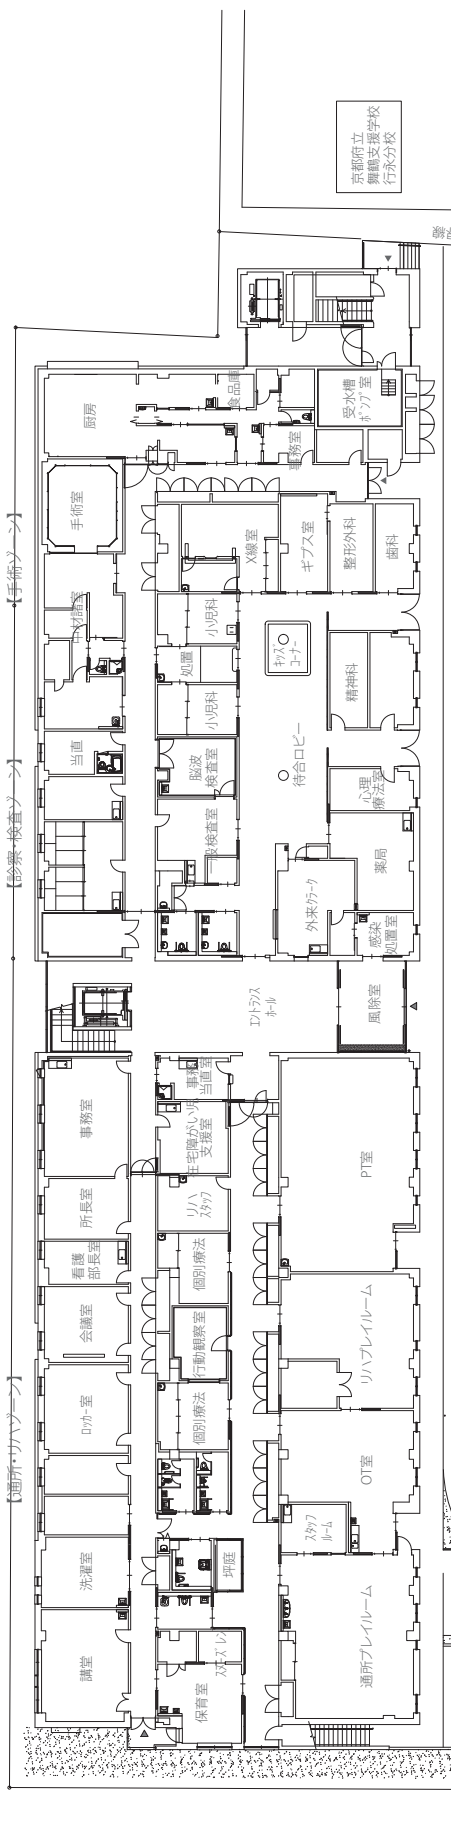 京都府立
舞鶴支援学校
行永分校
【手術ゾーン】
【診察・検査ゾーン】
【通所・リハゾーン】
厨房
食品庫
事務室
受水槽
ポンプ室
手術室
中材諸室
X線室
ギプス室
整形外科
歯科
小児科
処置
小児科
キッズ
コーナー
精神科
当直
脳波
検査室
待合ロビー
心理
療法室
一般検査室
薬局
外来クラーク
感染
処置室
エントランス
ホール
風除室
事務室
事務
当直室
在宅障がい児
支援室
PT室
所長室
リハ
スタッフ
看護
部長室
個別療法
会議室
行動観察室
リハプレイルーム
ロッカー室
個別療法
OT室
スタッフ
ルーム
洗濯室
坪庭
講堂
スヌーズレン
保育室
通所プレイルーム